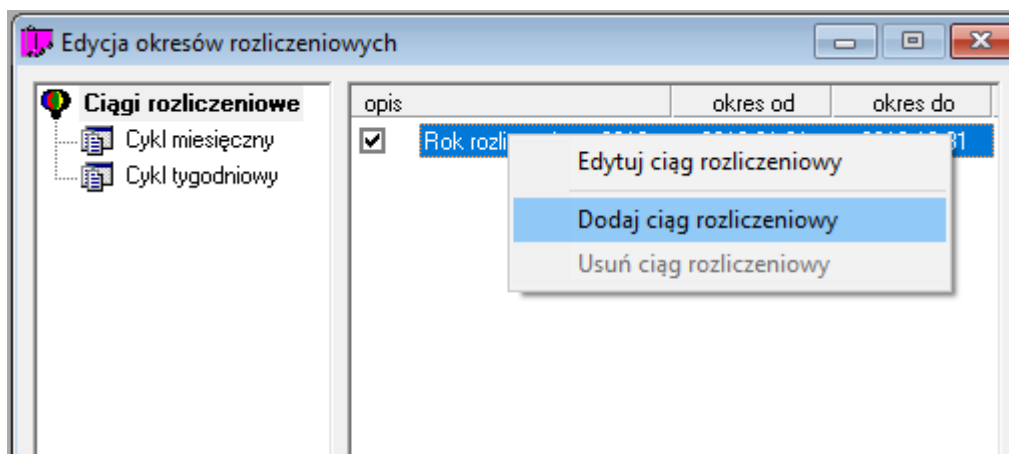 Edycja okresów rozliczeniowych
Ciągi rozliczeniowe
Cykl miesięczny
Cykl tygodniowy
opis okres od okres do
Rok
Edytuj ciąg rozliczeniowy
Dodaj ciąg rozliczeniowy
Usuń ciąg rozliczeniowy